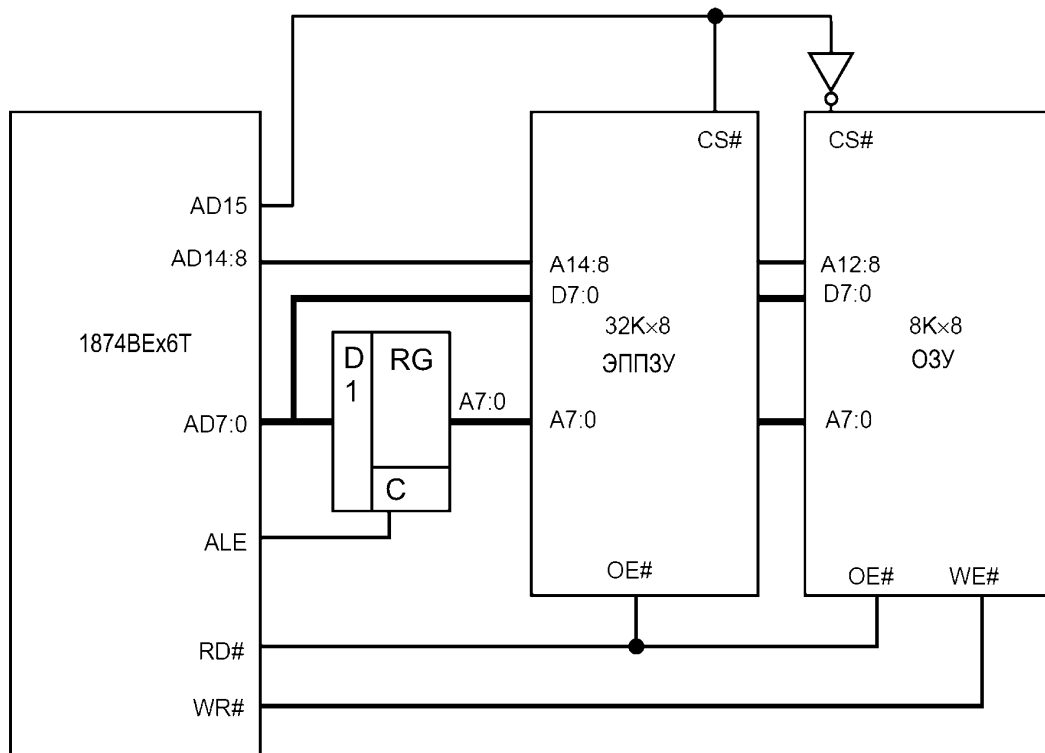 CS#
CS#
AD15
AD14:8
A14:8
A12:8
D7:0
D7:0
1874ВЕх6Т
D
1
RG
32K×8
ЭППЗУ
8K×8
ОЗУ
A7:0
AD7:0
A7:0
A7:0
C
ALE
OE#
OE#
WE#
RD#
WR#